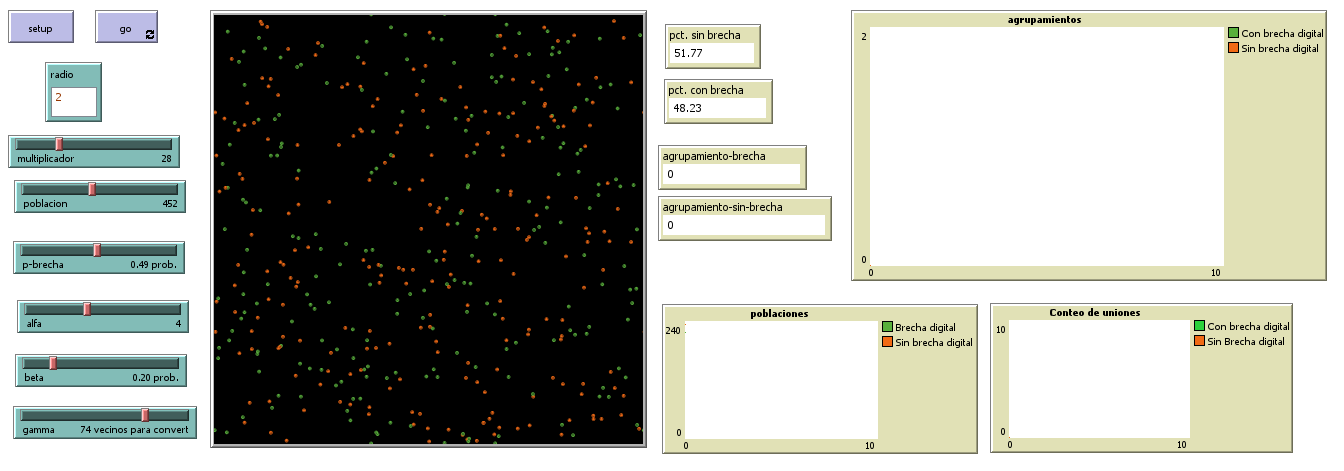 setup
go
radio
2
multiplicador 28
poblacion 452
p-brecha 0.49 prob.
alfa 4
beta 0.20 prob.
gamma 74 vecinos para convert
pct. sin brecha
51.77
pct. con brecha
48.23
agrupamiento-brecha
0
agrupamiento-sin-brecha
0
agrupamientos
2
0
0 10
Con brecha digital
Sin brecha digital
poblaciones
240
0
0 10
Brecha digital
Sin brecha digital
Conteo de uniones
10
0
0 10
Con brecha digital
Sin Brecha digital